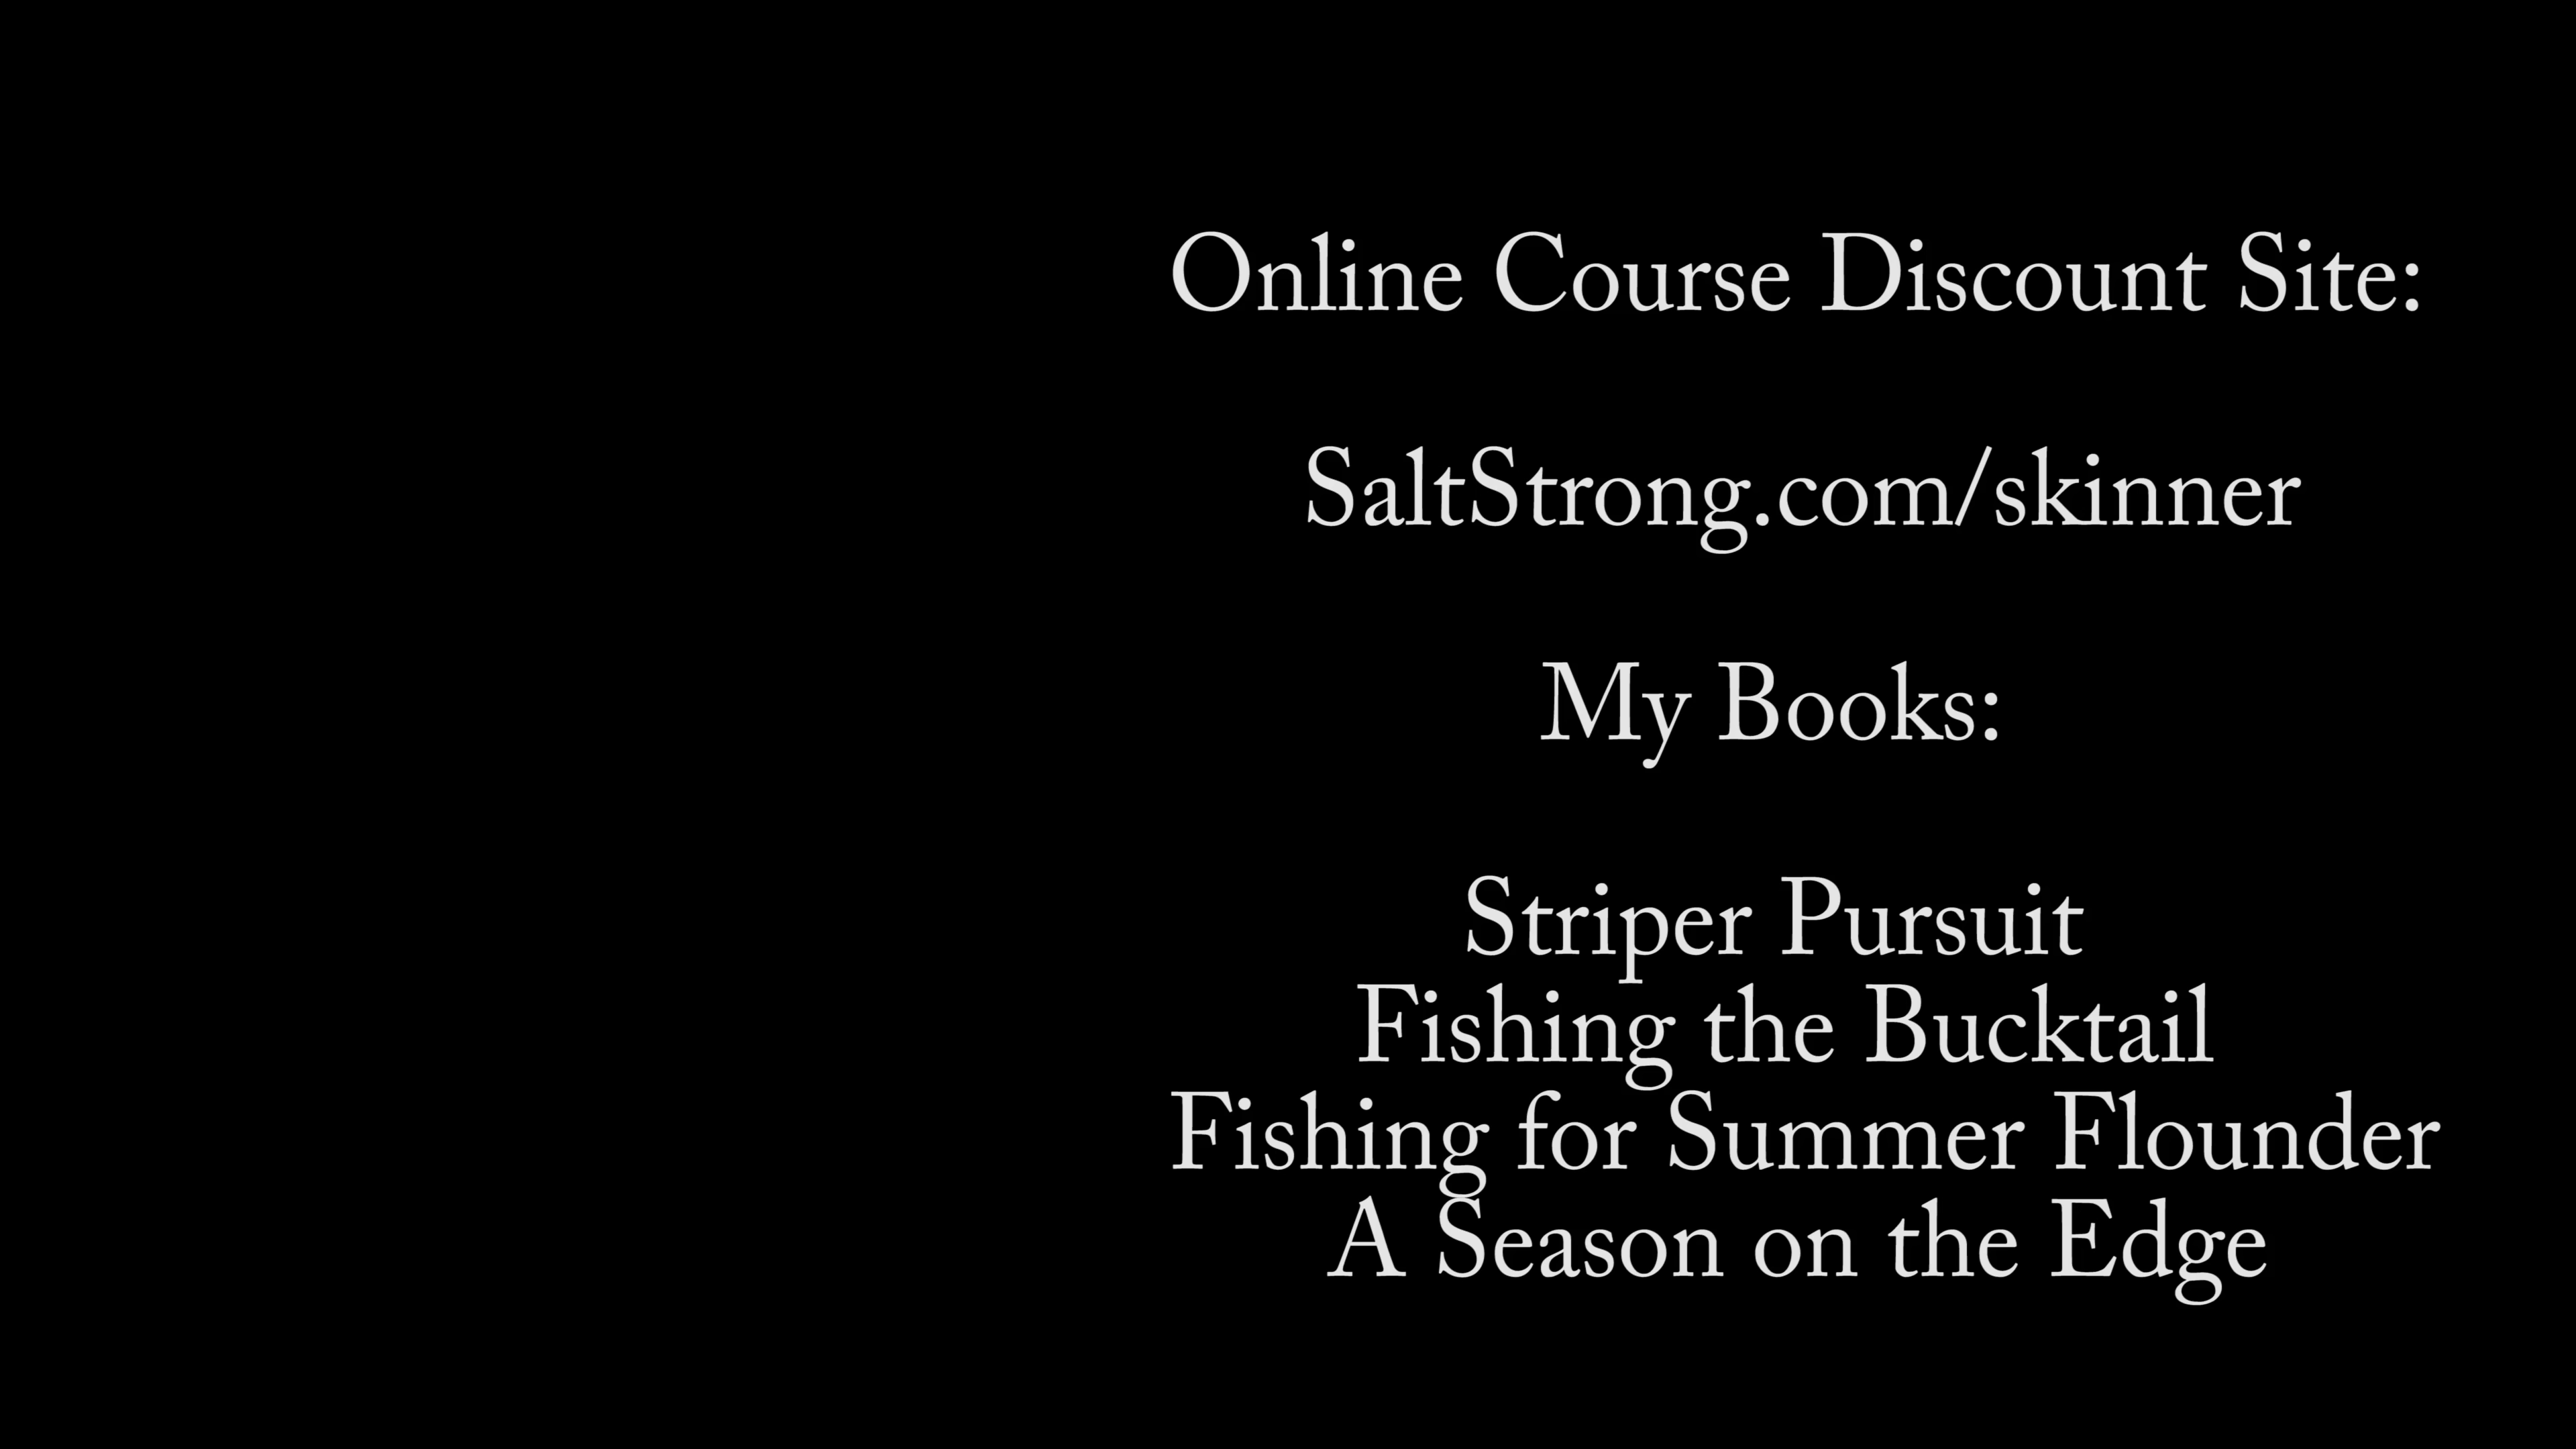 Online Course Discount Site:
SaltStrong.com/skinner
My Books:
Striper Pursuit
Fishing the Bucktail
Fishing for Summer Flounder
A Season on the Edge